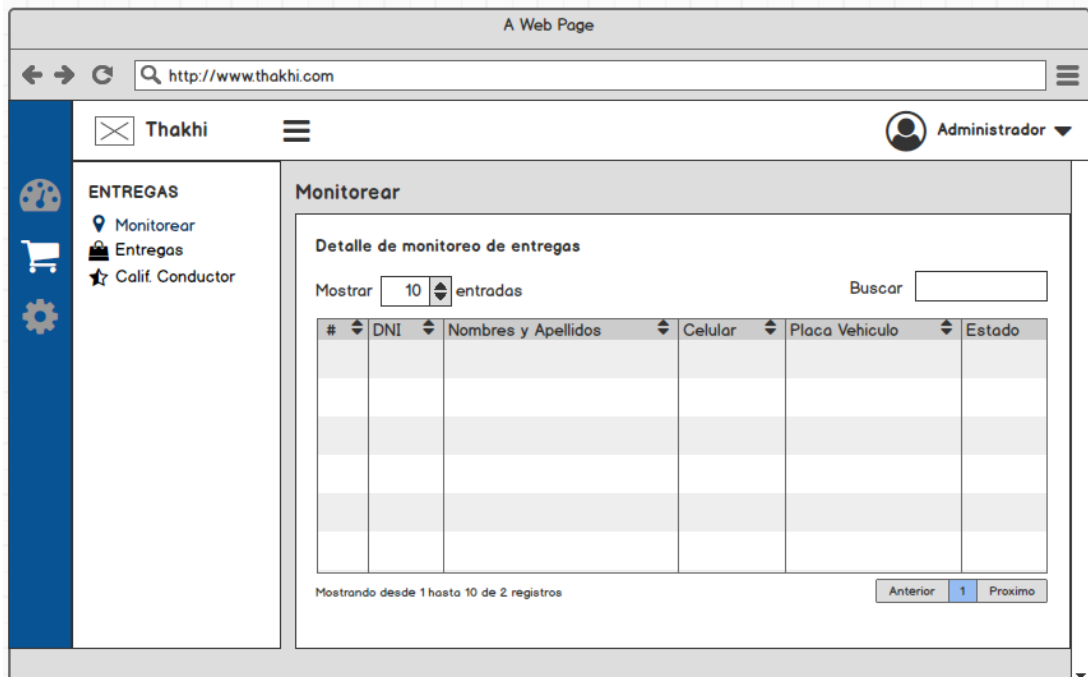 A Web Page
http://www.thakhi.com
Thakhi
Administrador
ENTREGAS
Monitorear
Entregas
Calif. Conductor
Monitorear
Detalle de monitoreo de entregas
Mostrar 10 entradas
Buscar
# DNI Nombres y Apellidos Celular Placa Vehiculo Estado
Mostrando desde 1 hasta 10 de 2 registros
Anterior 1 Proximo